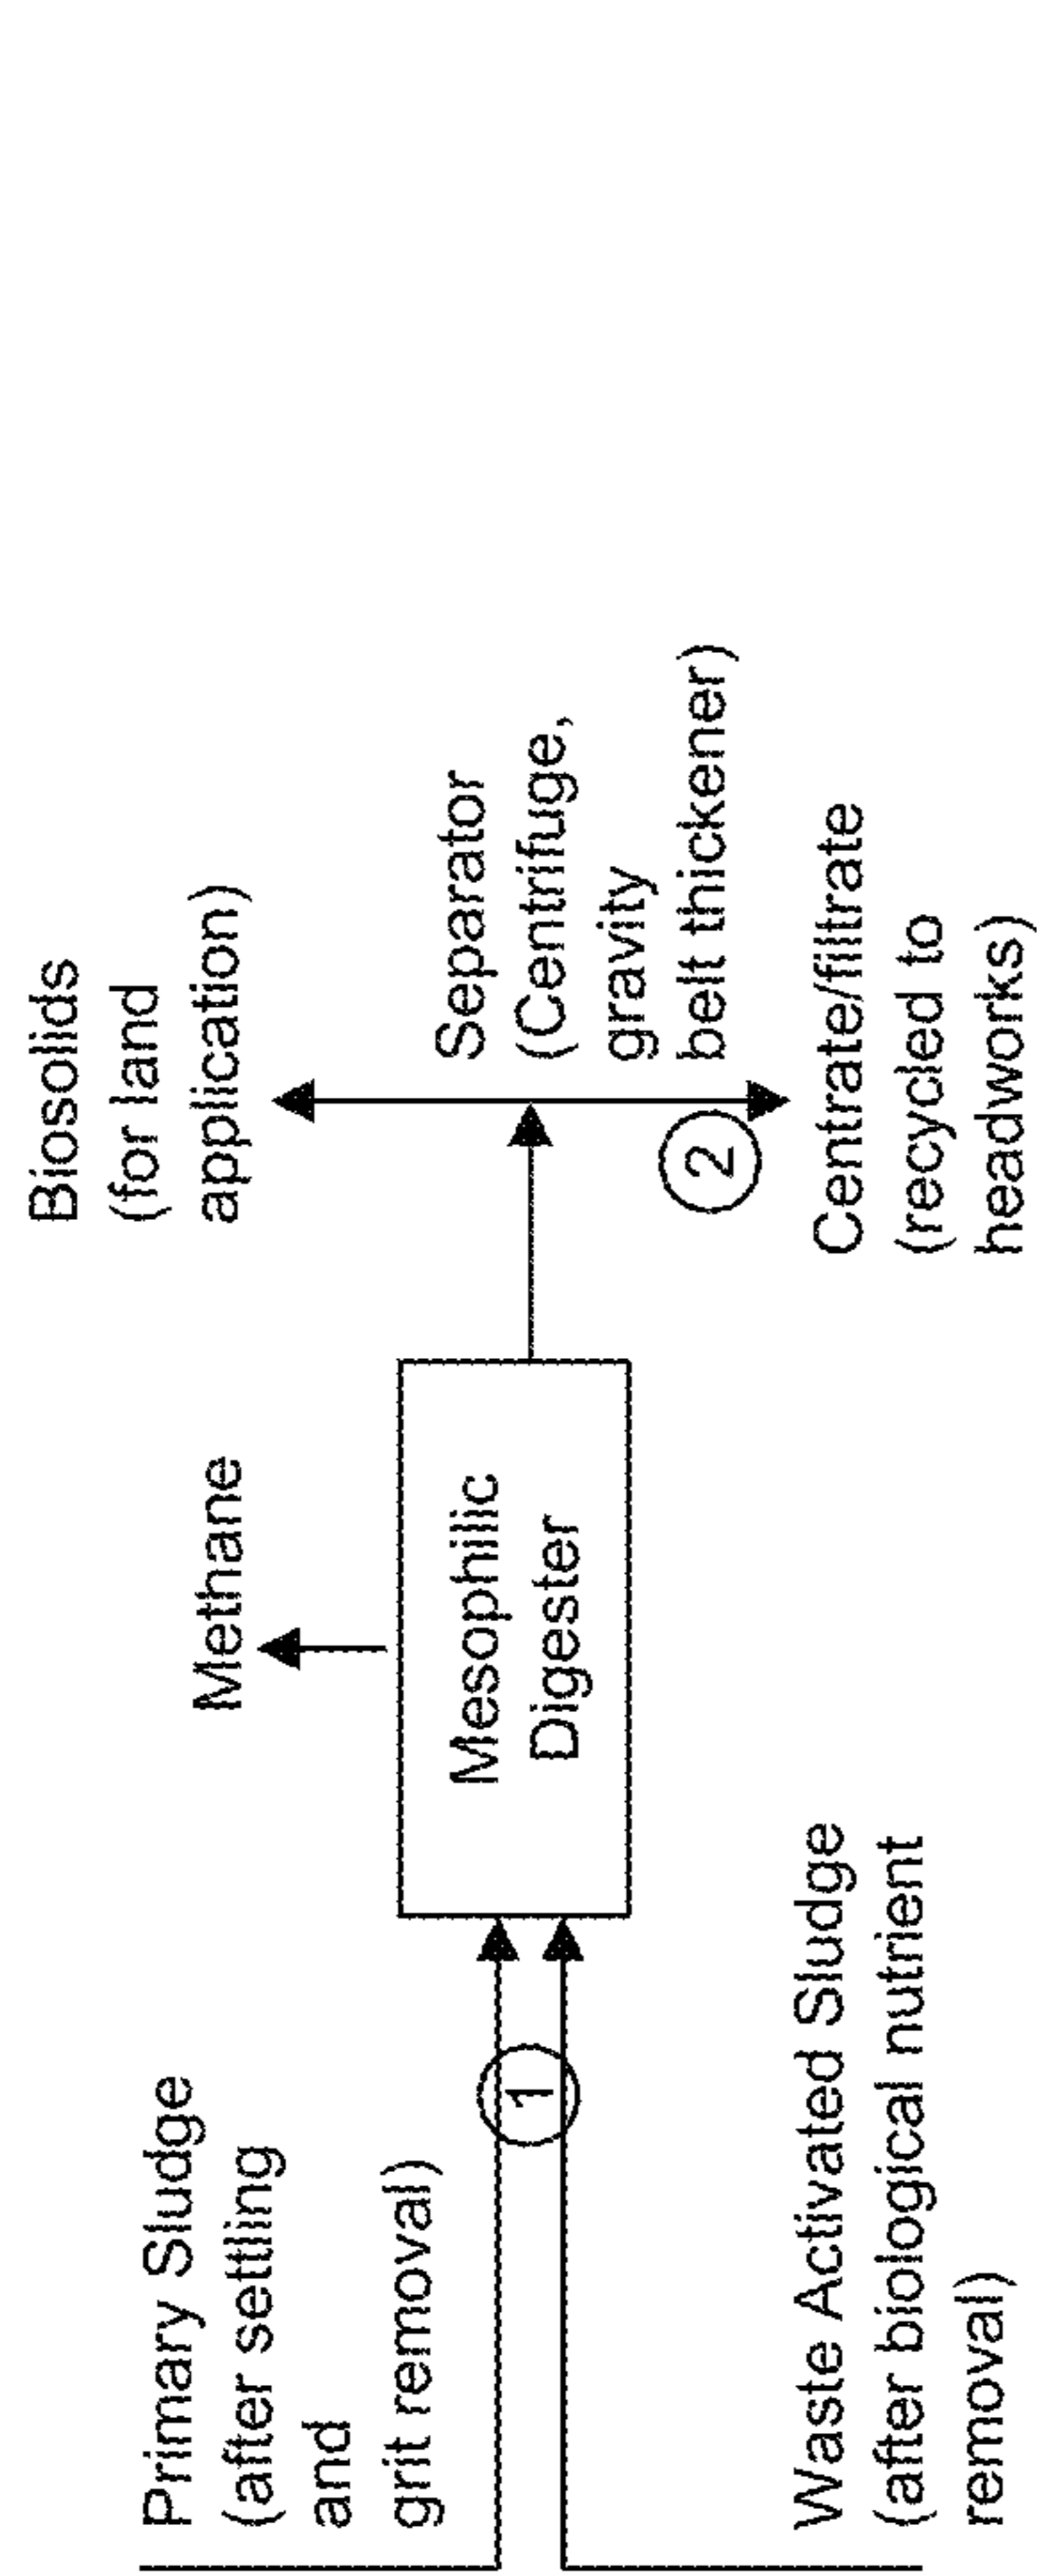 Primary Sludge
(after settling
and
grit removal)
1
Waste Activated Sludge
(after biological nutrient
removal)
Methane
Mesophilic
Digester
Biosolids
(for land
application)
Separator
(Centrifuge,
gravity
belt thickener)
2
Centrate/filtrate
(recycled to
headworks)